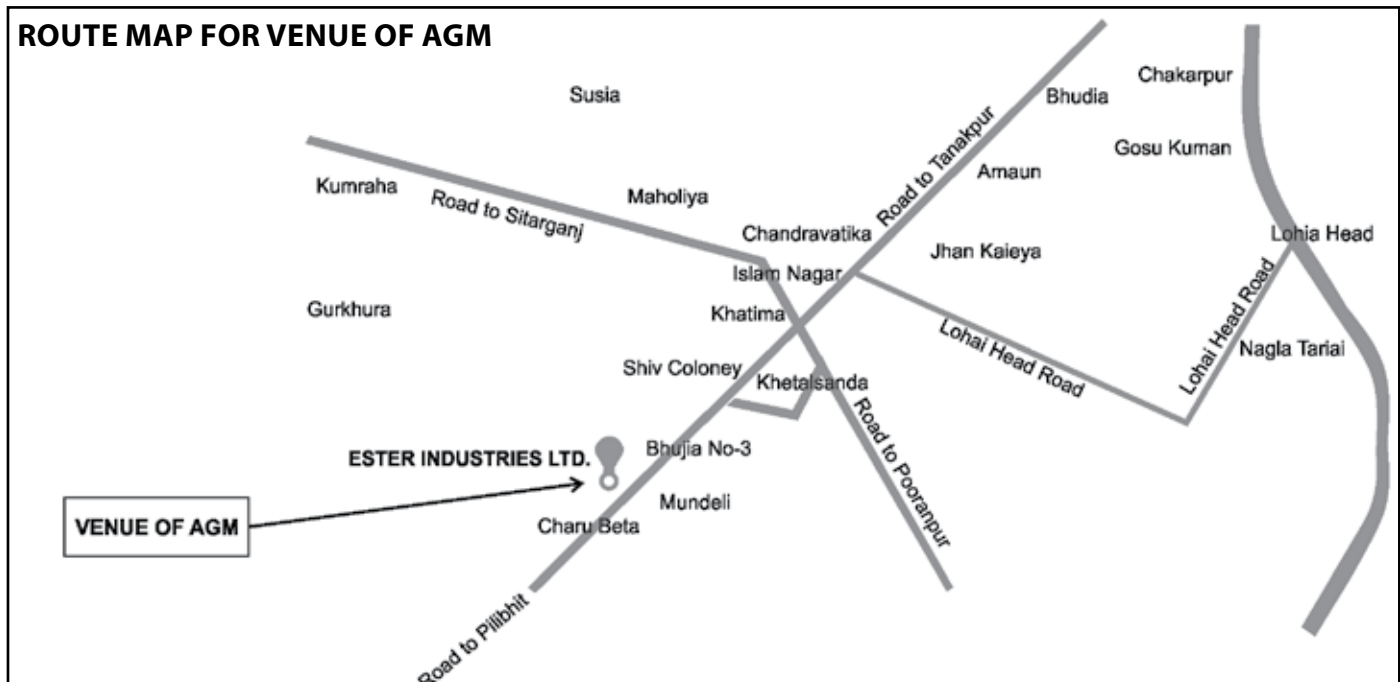 ROUTE MAP FOR VENUE OF AGM
Susia
Chakarpur
Bhudia
Gosu Kuman
Road to Tanakpur
Amaun
Kumraha
Road to Sitarganj
Maholiya
Chandravatika
Lohia Head
Jhan Kaieya
Islam Nagar
Gurkhura
Khatima
Lohai Head Road
Lohai Head Road
Nagla Tariai
Shiv Coloney
Khetalsanda
Road to Pooranpur
Bhujia No-3
ESTER INDUSTRIES LTD.
Mundeli
VENUE OF AGM
Charu Beta
Road to Pilibhit